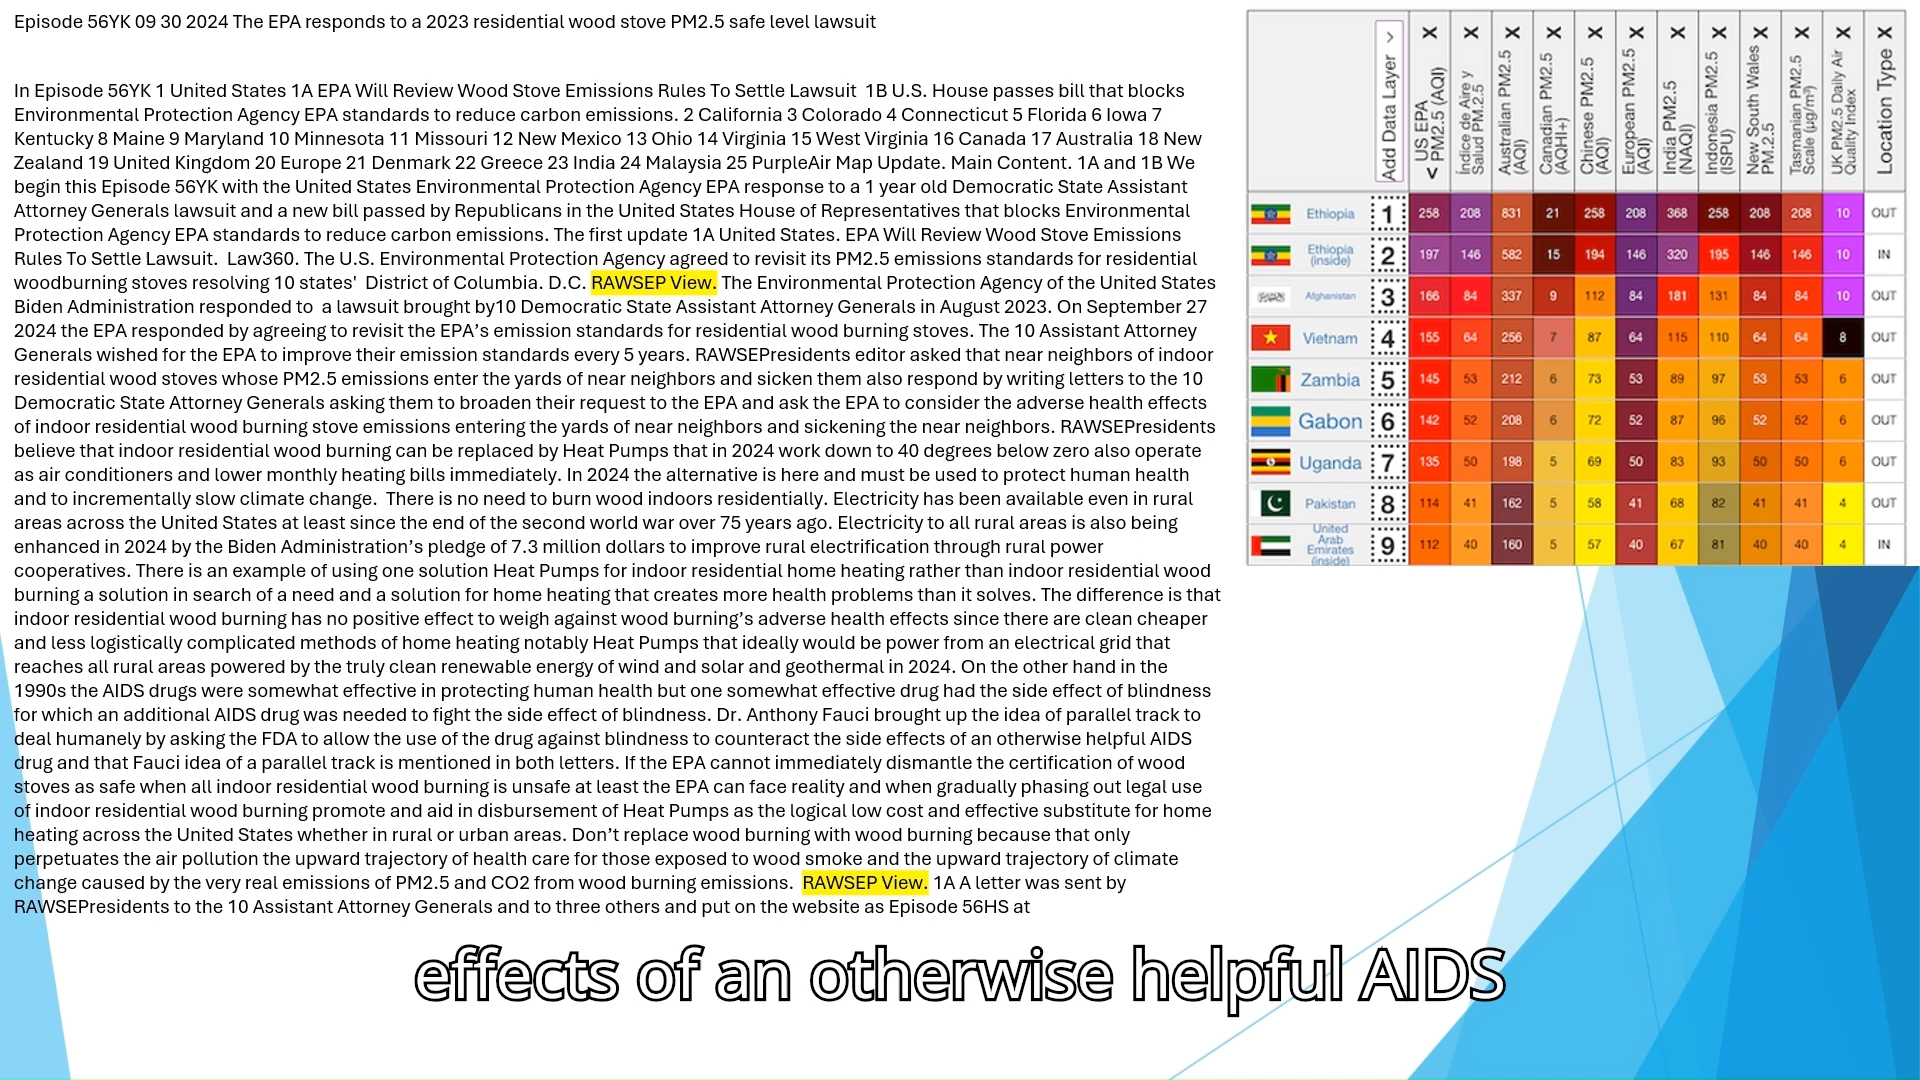 Episode 56YK 09 30 2024 The EPA responds to a 2023 residential wood stove PM2.5 safe level lawsuit
In Episode 56YK 1 United States 1A EPA Will Review Wood Stove Emissions Rules To Settle Lawsuit  1B U.S. House passes bill that blocks
Environmental Protection Agency EPA standards to reduce carbon emissions. 2 California 3 Colorado 4 Connecticut 5 Florida 6 Iowa 7
Kentucky 8 Maine 9 Maryland 10 Minnesota 11 Missouri 12 New Mexico 13 Ohio 14 Virginia 15 West Virginia 16 Canada 17 Australia 18 New
Zealand 19 United Kingdom 20 Europe 21 Denmark 22 Greece 23 India 24 Malaysia 25 PurpleAir Map Update. Main Content. 1A and 1B We
begin this Episode 56YK with the United States Environmental Protection Agency EPA response to a 1 year old Democratic State Assistant
Attorney Generals lawsuit and a new bill passed by Republicans in the United States House of Representatives that blocks Environmental
Protection Agency EPA standards to reduce carbon emissions. The first update 1A United States. EPA Will Review Wood Stove Emissions
Rules To Settle Lawsuit.  Law360. The U.S. Environmental Protection Agency agreed to revisit its PM2.5 emissions standards for residential
woodburning stoves resolving 10 states'  District of Columbia. D.C. RAWSEP View. The Environmental Protection Agency of the United States
Biden Administration responded to  a lawsuit brought by10 Democratic State Assistant Attorney Generals in August 2023. On September 27
2024 the EPA responded by agreeing to revisit the EPA's emission standards for residential wood burning stoves. The 10 Assistant Attorney
Generals wished for the EPA to improve their emission standards every 5 years. RAWSEPresidents editor asked that near neighbors of indoor
residential wood stoves whose PM2.5 emissions enter the yards of near neighbors and sicken them also respond by writing letters to the 10
Democratic State Attorney Generals asking them to broaden their request to the EPA and ask the EPA to consider the adverse health effects
of indoor residential wood burning stove emissions entering the yards of near neighbors and sickening the near neighbors. RAWSEPresidents
believe that indoor residential wood burning can be replaced by Heat Pumps that in 2024 work down to 40 degrees below zero also operate
as air conditioners and lower monthly heating bills immediately. In 2024 the alternative is here and must be used to protect human health
and to incrementally slow climate change.  There is no need to burn wood indoors residentially. Electricity has been available even in rural
areas across the United States at least since the end of the second world war over 75 years ago. Electricity to all rural areas is also being
enhanced in 2024 by the Biden Administration's pledge of 7.3 million dollars to improve rural electrification through rural power
cooperatives. There is an example of using one solution Heat Pumps for indoor residential home heating rather than indoor residential wood
burning a solution in search of a need and a solution for home heating that creates more health problems than it solves. The difference is that
indoor residential wood burning has no positive effect to weigh against wood burning's adverse health effects since there are clean cheaper
and less logistically complicated methods of home heating notably Heat Pumps that ideally would be power from an electrical grid that
reaches all rural areas powered by the truly clean renewable energy of wind and solar and geothermal in 2024. On the other hand in the
1990s the AIDS drugs were somewhat effective in protecting human health but one somewhat effective drug had the side effect of blindness
for which an additional AIDS drug was needed to fight the side effect of blindness. Dr. Anthony Fauci brought up the idea of parallel track to
deal humanely by asking the FDA to allow the use of the drug against blindness to counteract the side effects of an otherwise helpful AIDS
drug and that Fauci idea of a parallel track is mentioned in both letters. If the EPA cannot immediately dismantle the certification of wood
stoves as safe when all indoor residential wood burning is unsafe at least the EPA can face reality and when gradually phasing out legal use
of indoor residential wood burning promote and aid in disbursement of Heat Pumps as the logical low cost and effective substitute for home
heating across the United States whether in rural or urban areas. Don't replace wood burning with wood burning because that only
perpetuates the air pollution the upward trajectory of health care for those exposed to wood smoke and the upward trajectory of climate
change caused by the very real emissions of PM2.5 and CO2 from wood burning emissions.  RAWSEP View. 1A A letter was sent by
RAWSEPresidents to the 10 Assistant Attorney Generals and to three others and put on the website as Episode 56HS at
Add Data Layer >
< US EPA PM2.5 (AQI) X
Índice de Aire y Salud PM2.5 X
Australian PM2.5 (AQI) X
Canadian PM2.5 (AQHI+) X
Chinese PM2.5 (AQI) X
European PM2.5 (AQI) X
India PM2.5 (NAQI) X
Indonesia PM2.5 (ISPU) X
New South Wales PM2.5 X
Tasmanian PM2.5 Scale (µg/m³) X
UK PM2.5 Daily Air Quality Index X
Location Type X
Ethiopia 1 258 208 831 21 258 208 368 258 208 208 10 OUT
Ethiopia (inside) 2 197 146 582 15 194 146 320 195 146 146 10 IN
Afghanistan 3 166 84 337 9 112 84 181 131 84 84 10 OUT
Vietnam 4 155 64 256 7 87 64 115 110 64 64 8 OUT
Zambia 5 145 53 212 6 73 53 89 97 53 53 6 OUT
Gabon 6 142 52 208 6 72 52 87 96 52 52 6 OUT
Uganda 7 135 50 198 5 69 50 83 93 50 50 6 OUT
Pakistan 8 114 41 162 5 58 41 68 82 41 41 4 OUT
United Arab Emirates (inside) 9 112 40 160 5 57 40 67 81 40 40 4 IN
effects of an otherwise helpful AIDS